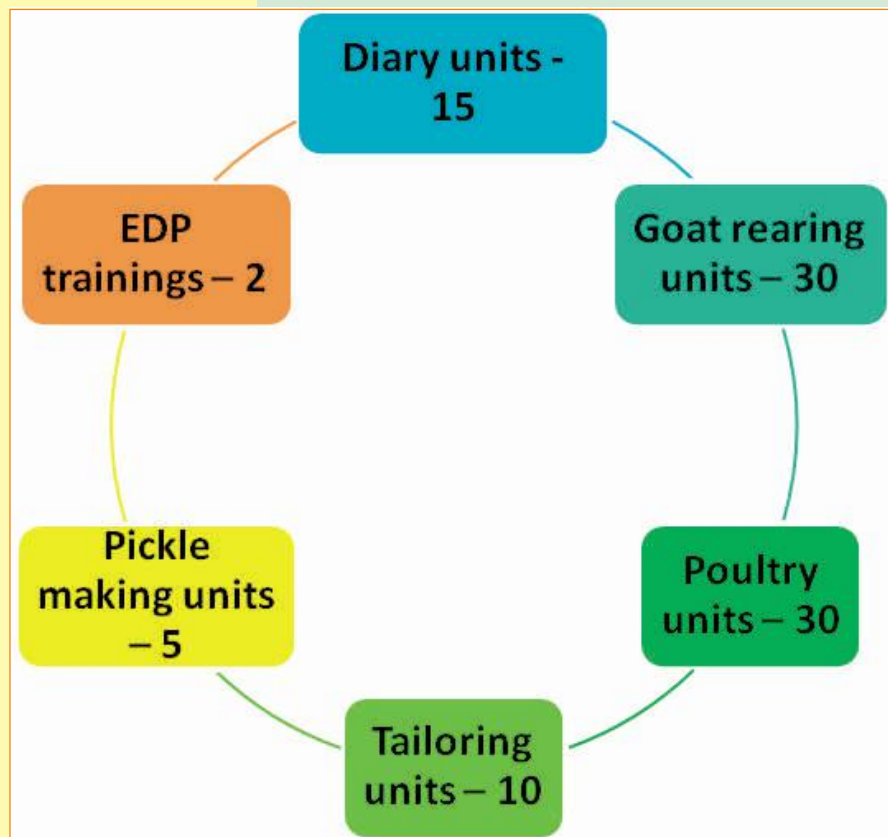 Diary units -
15
Goat rearing
units – 30
Poultry
units – 30
Tailoring
units – 10
Pickle
making units
– 5
EDP
trainings – 2